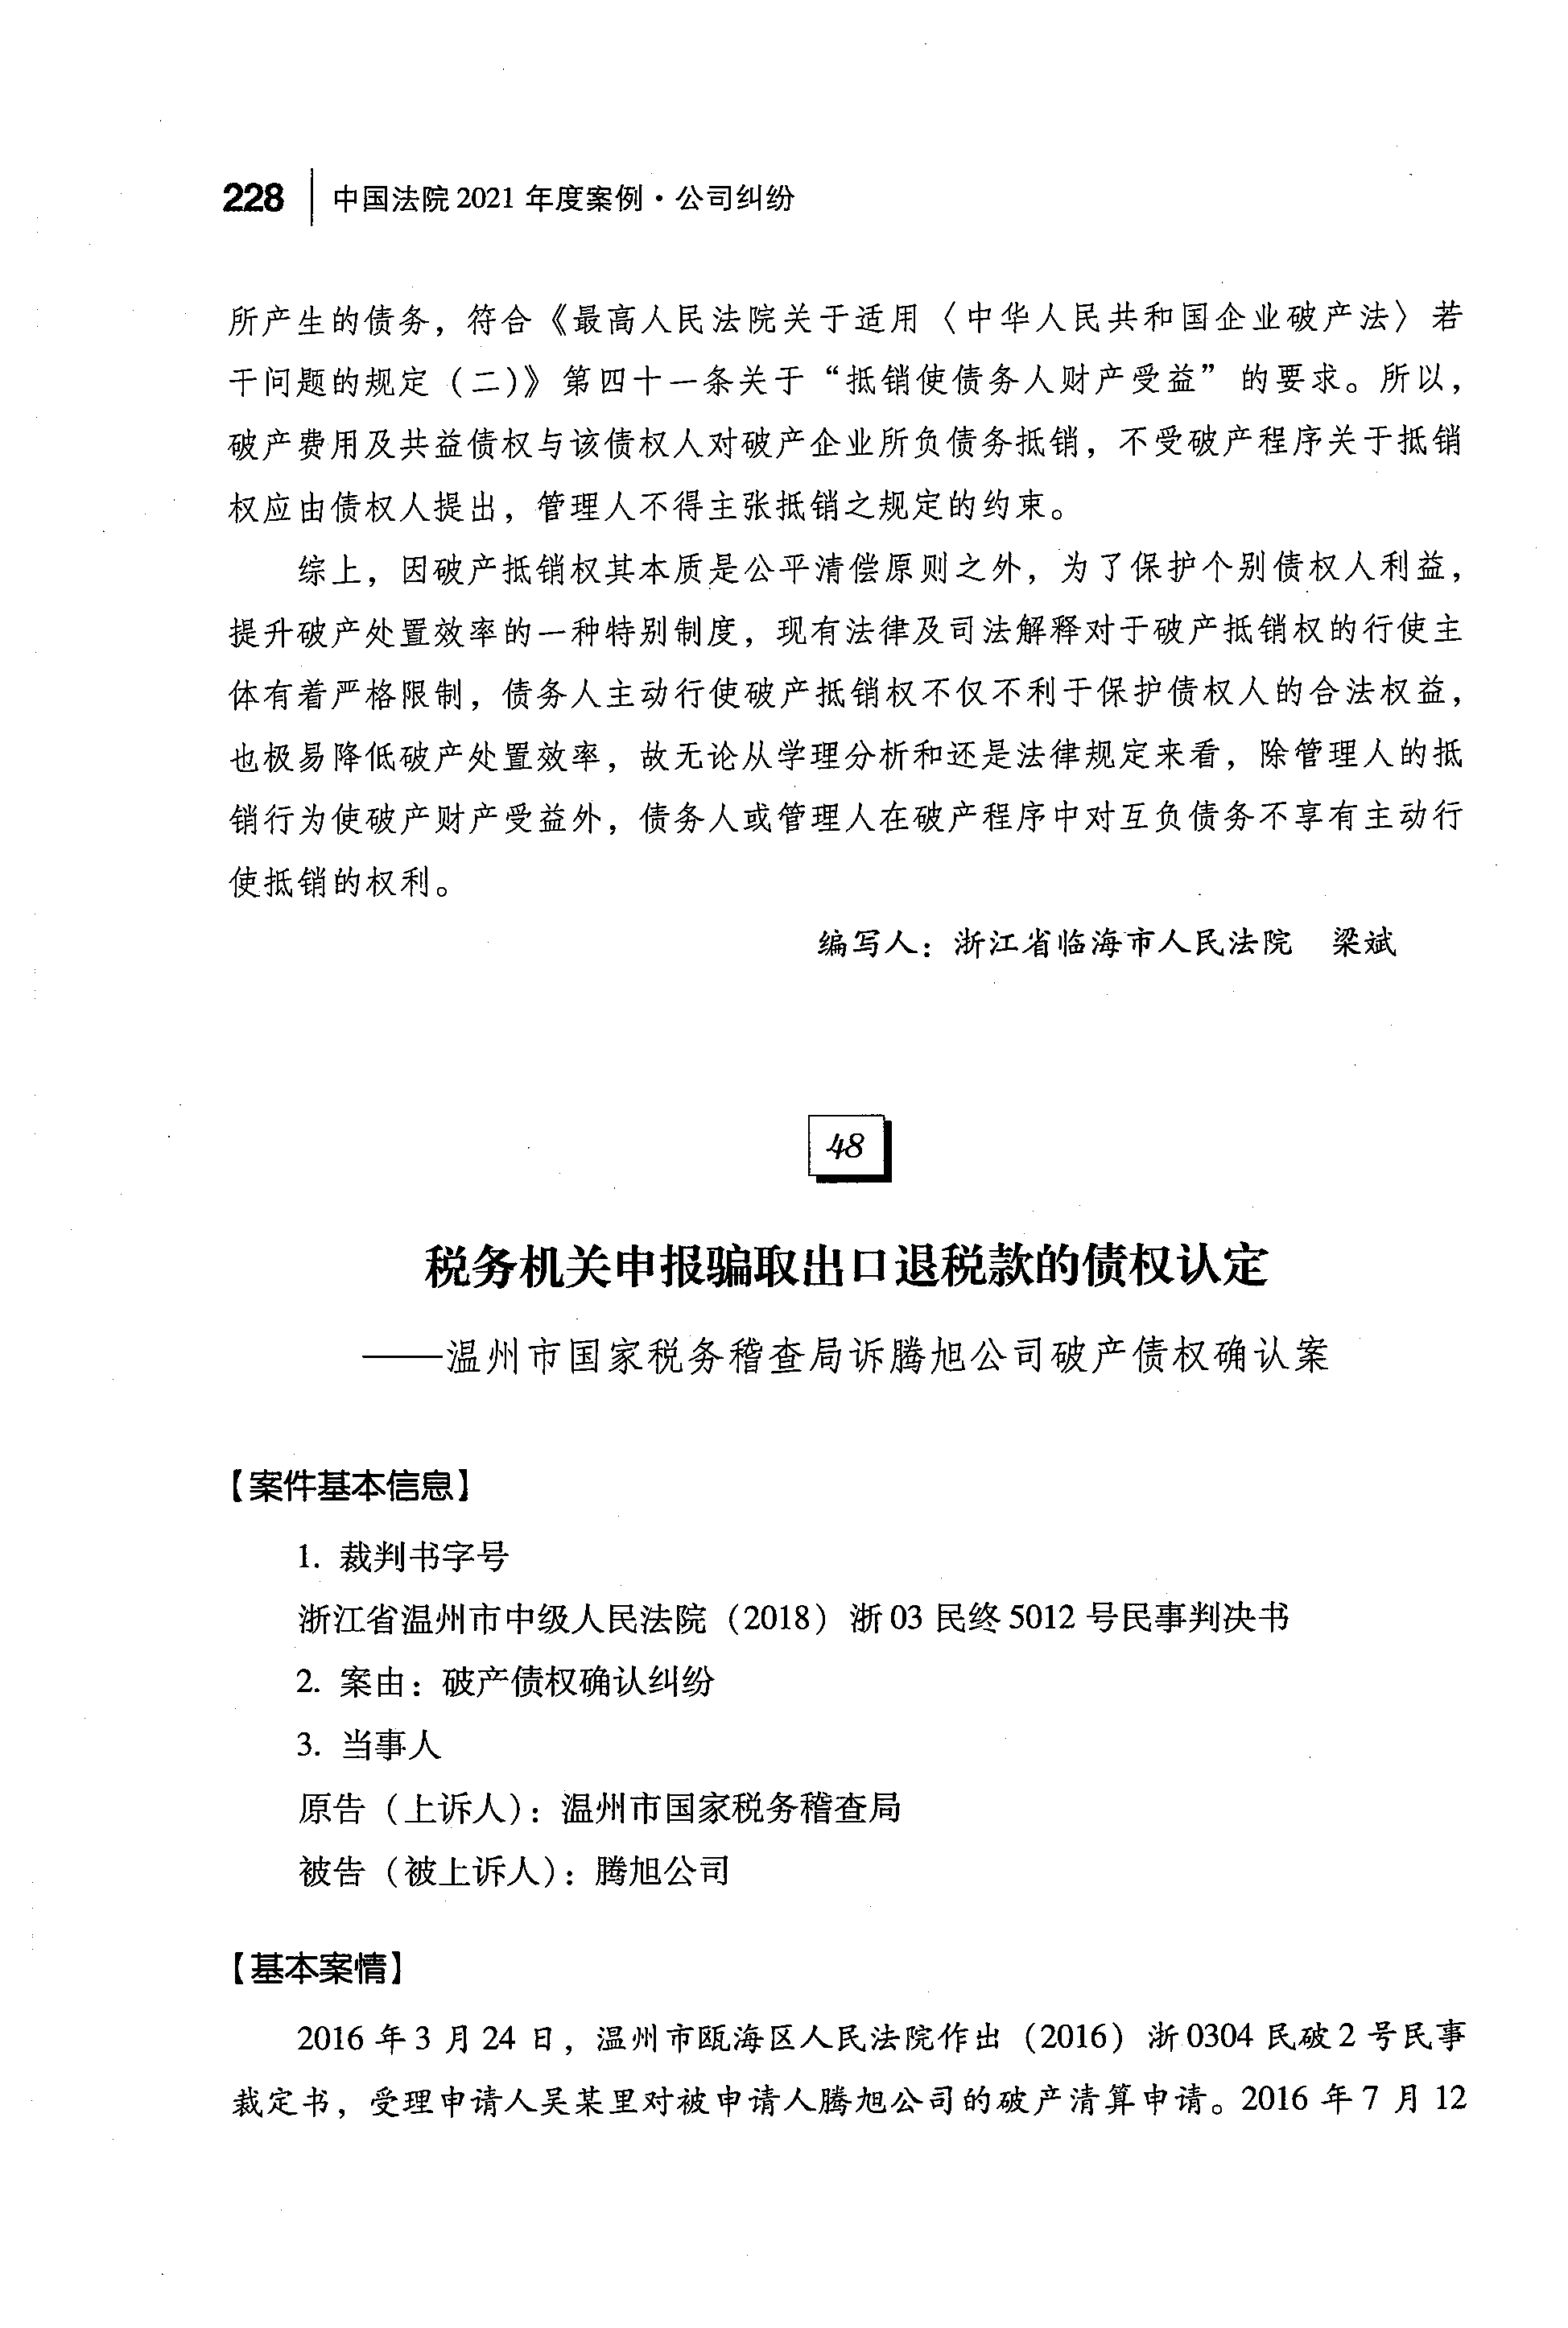 228 中国法院2021年度案例·公司纠纷
所产生的债务，符合《最高人民法院关于适用〈中华人民共和国企业破产法〉若
干问题的规定（二）》第四十一条关于“抵销使债务人财产受益”的要求。所以，
破产费用及共益债权与该债权人对破产企业所负债务抵销，不受破产程序关于抵销
权应由债权人提出，管理人不得主张抵销之规定的约束。
综上，因破产抵销权其本质是公平清偿原则之外，为了保护个别债权人利益，
提升破产处置效率的一种特别制度，现有法律及司法解释对于破产抵销权的行使主
体有着严格限制，债务人主动行使破产抵销权不仅不利于保护债权人的合法权益，
也极易降低破产处置效率，故无论从学理分析和还是法律规定来看，除管理人的抵
销行为使破产财产受益外，债务人或管理人在破产程序中对互负债务不享有主动行
使抵销的权利。
编写人：浙江省临海市人民法院 梁斌
48
税务机关申报骗取出口退税款的债权认定
——温州市国家税务稽查局诉腾旭公司破产债权确认案
【案件基本信息】
1. 裁判书字号
浙江省温州市中级人民法院（2018）浙03民终5012号民事判决书
2. 案由：破产债权确认纠纷
3. 当事人
原告（上诉人）：温州市国家税务稽查局
被告（被上诉人）：腾旭公司
【基本案情】
2016年3月24日，温州市瓯海区人民法院作出（2016）浙0304民破2号民事
裁定书，受理申请人吴某里对被申请人腾旭公司的破产清算申请。2016年7月12